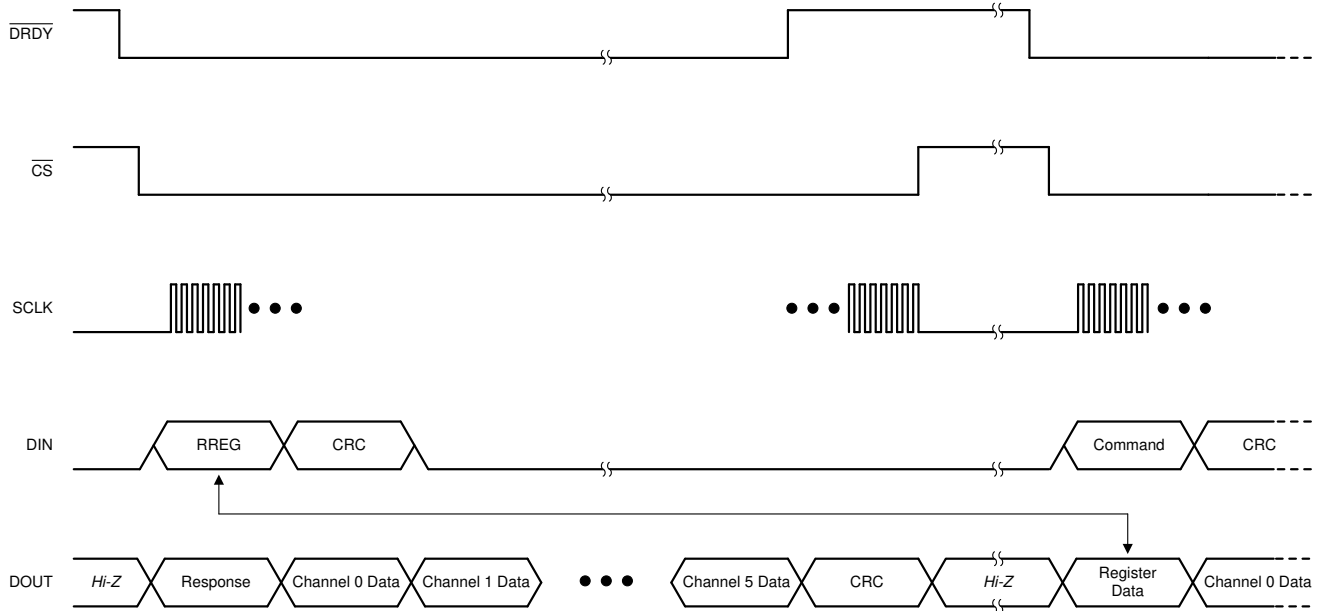 DRDY
CS
SCLK
DIN
RREG
CRC
Command
CRC
DOUT
Hi-Z
Response
Channel 0 Data
Channel 1 Data
Channel 5 Data
CRC
Hi-Z
Register
Data
Channel 0 Data